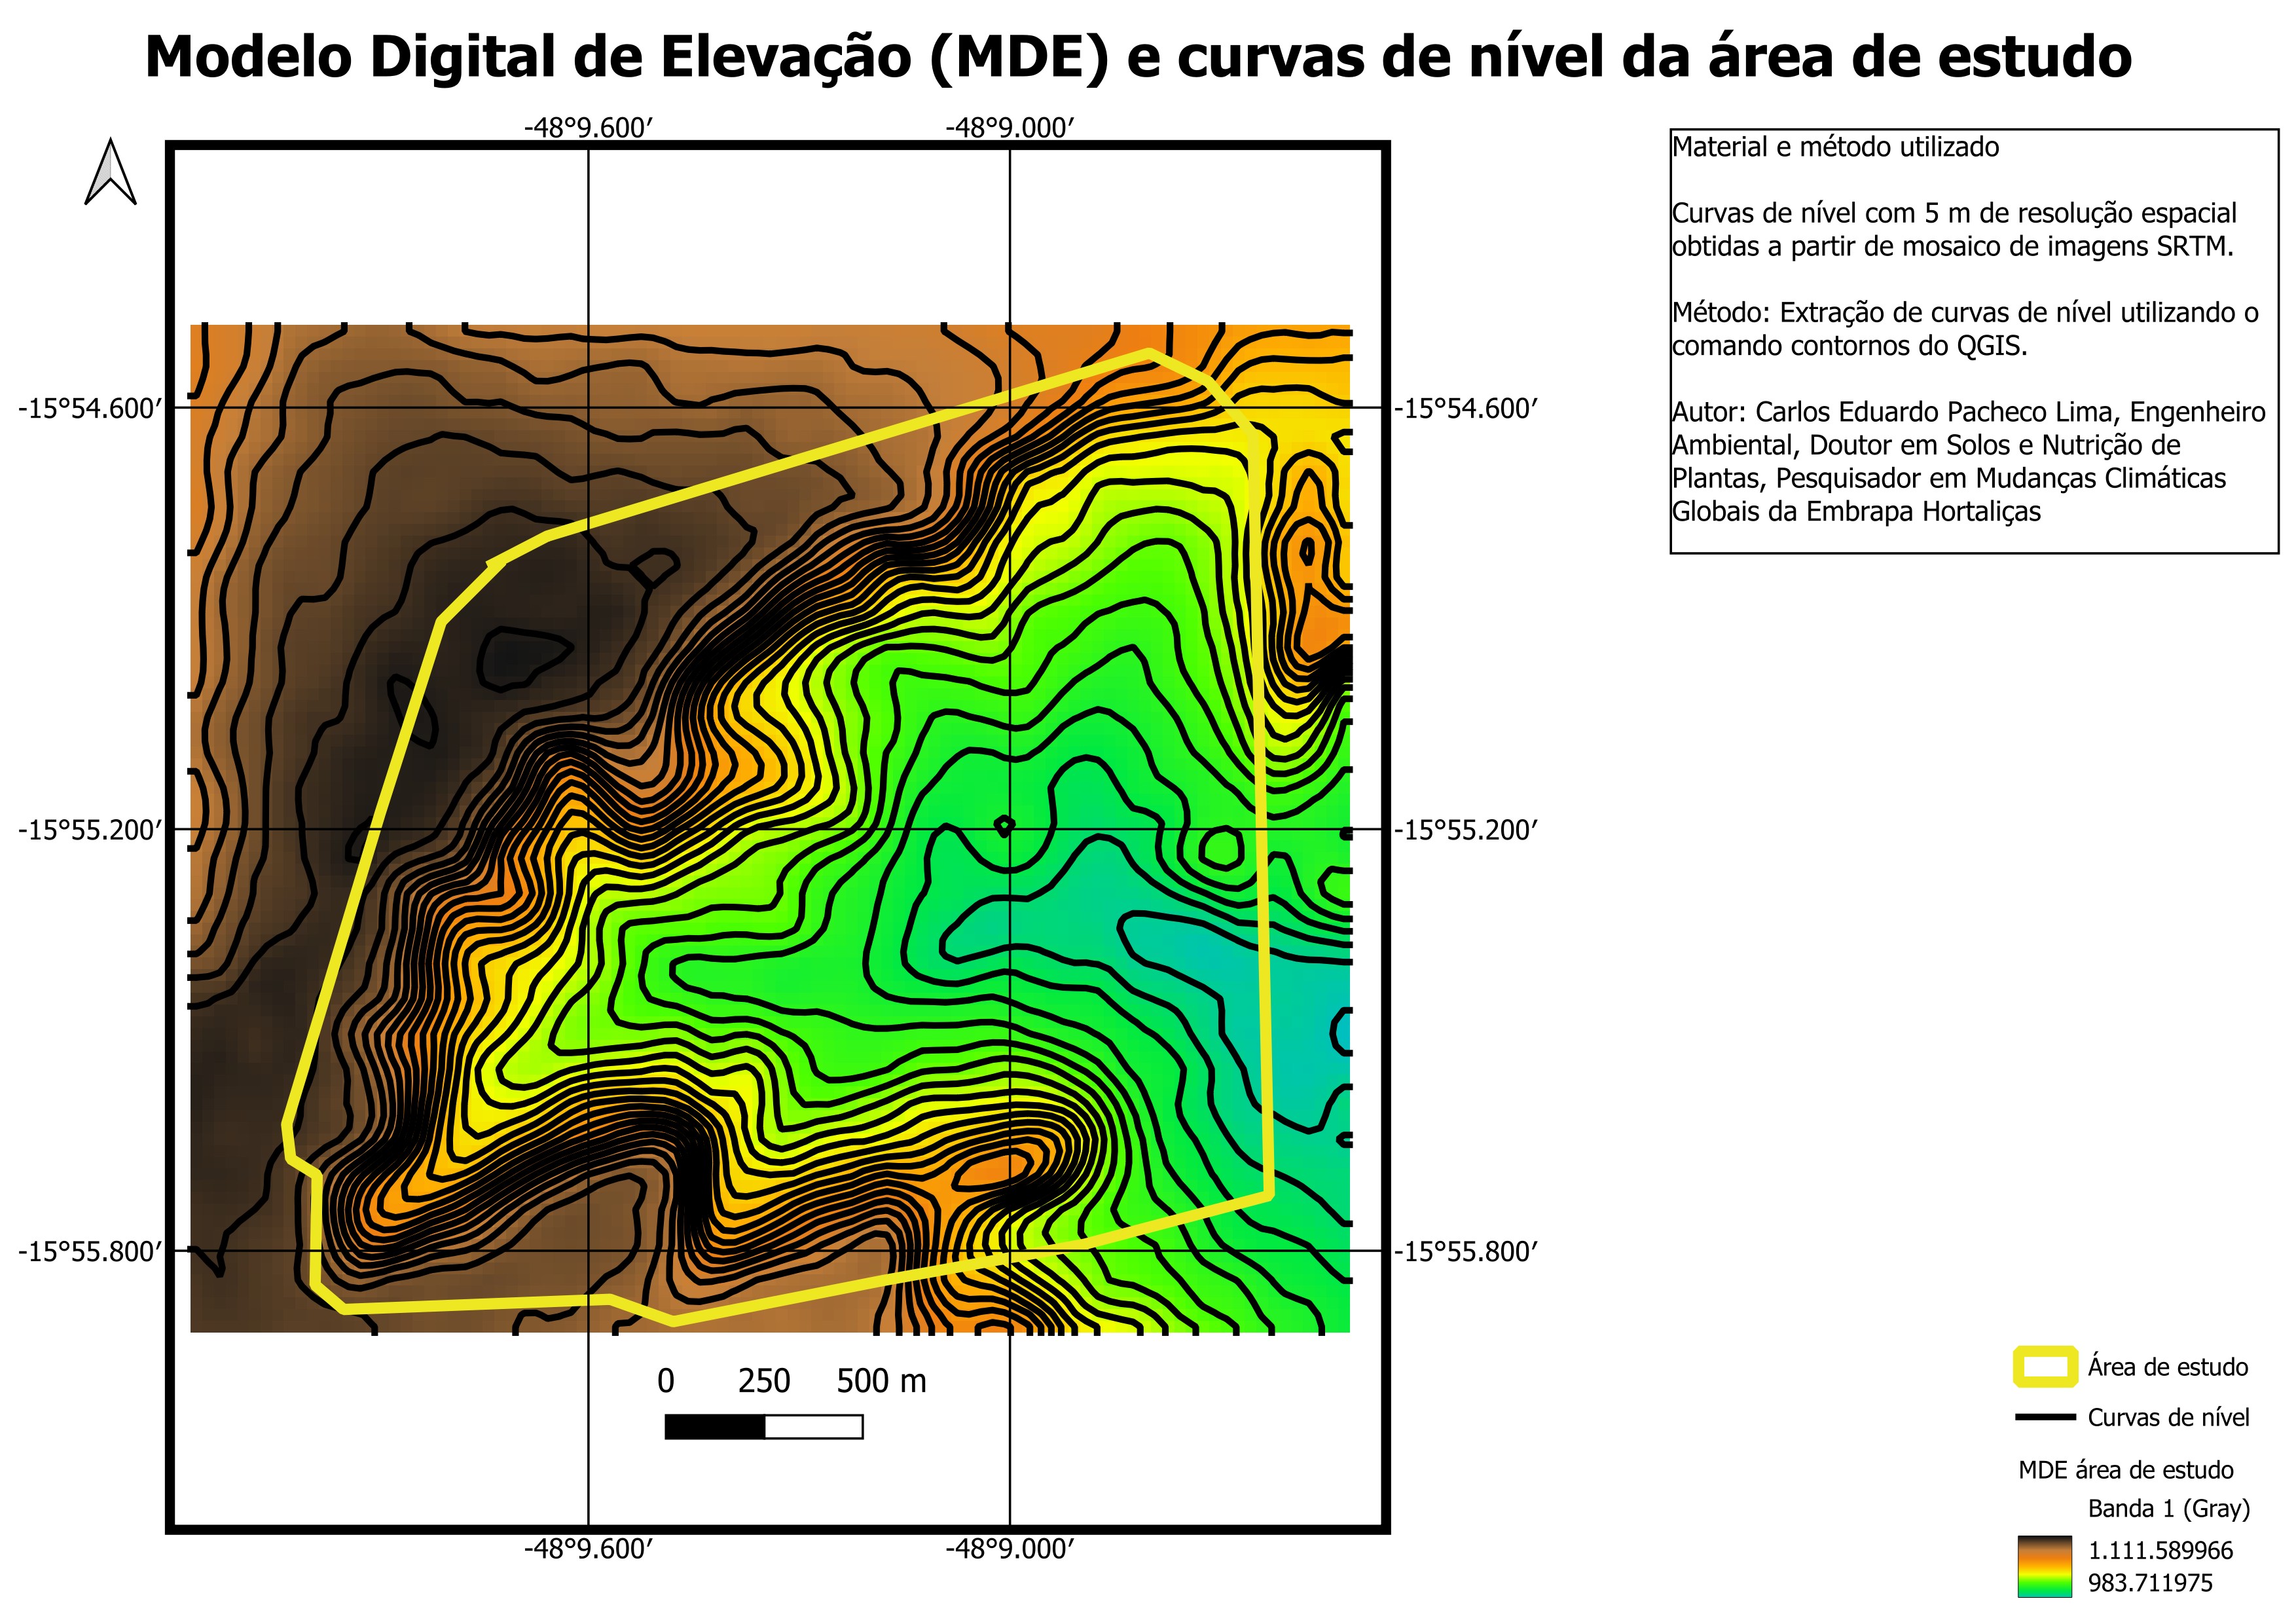 Modelo Digital de Elevação (MDE) e curvas de nível da área de estudo
-48°9.600′ -48°9.000′
Material e método utilizado
Curvas de nível com 5 m de resolução espacial
obtidas a partir de mosaico de imagens SRTM.
Método: Extração de curvas de nível utilizando o
comando contornos do QGIS.
Autor: Carlos Eduardo Pacheco Lima, Engenheiro
Ambiental, Doutor em Solos e Nutrição de
Plantas, Pesquisador em Mudanças Climáticas
Globais da Embrapa Hortaliças
-15°54.600′ -15°54.600′
-15°55.200′ -15°55.200′
-15°55.800′ -15°55.800′
0 250 500 m
-48°9.600′ -48°9.000′
Área de estudo
Curvas de nível
MDE área de estudo
Banda 1 (Gray)
1.111.589966
983.711975